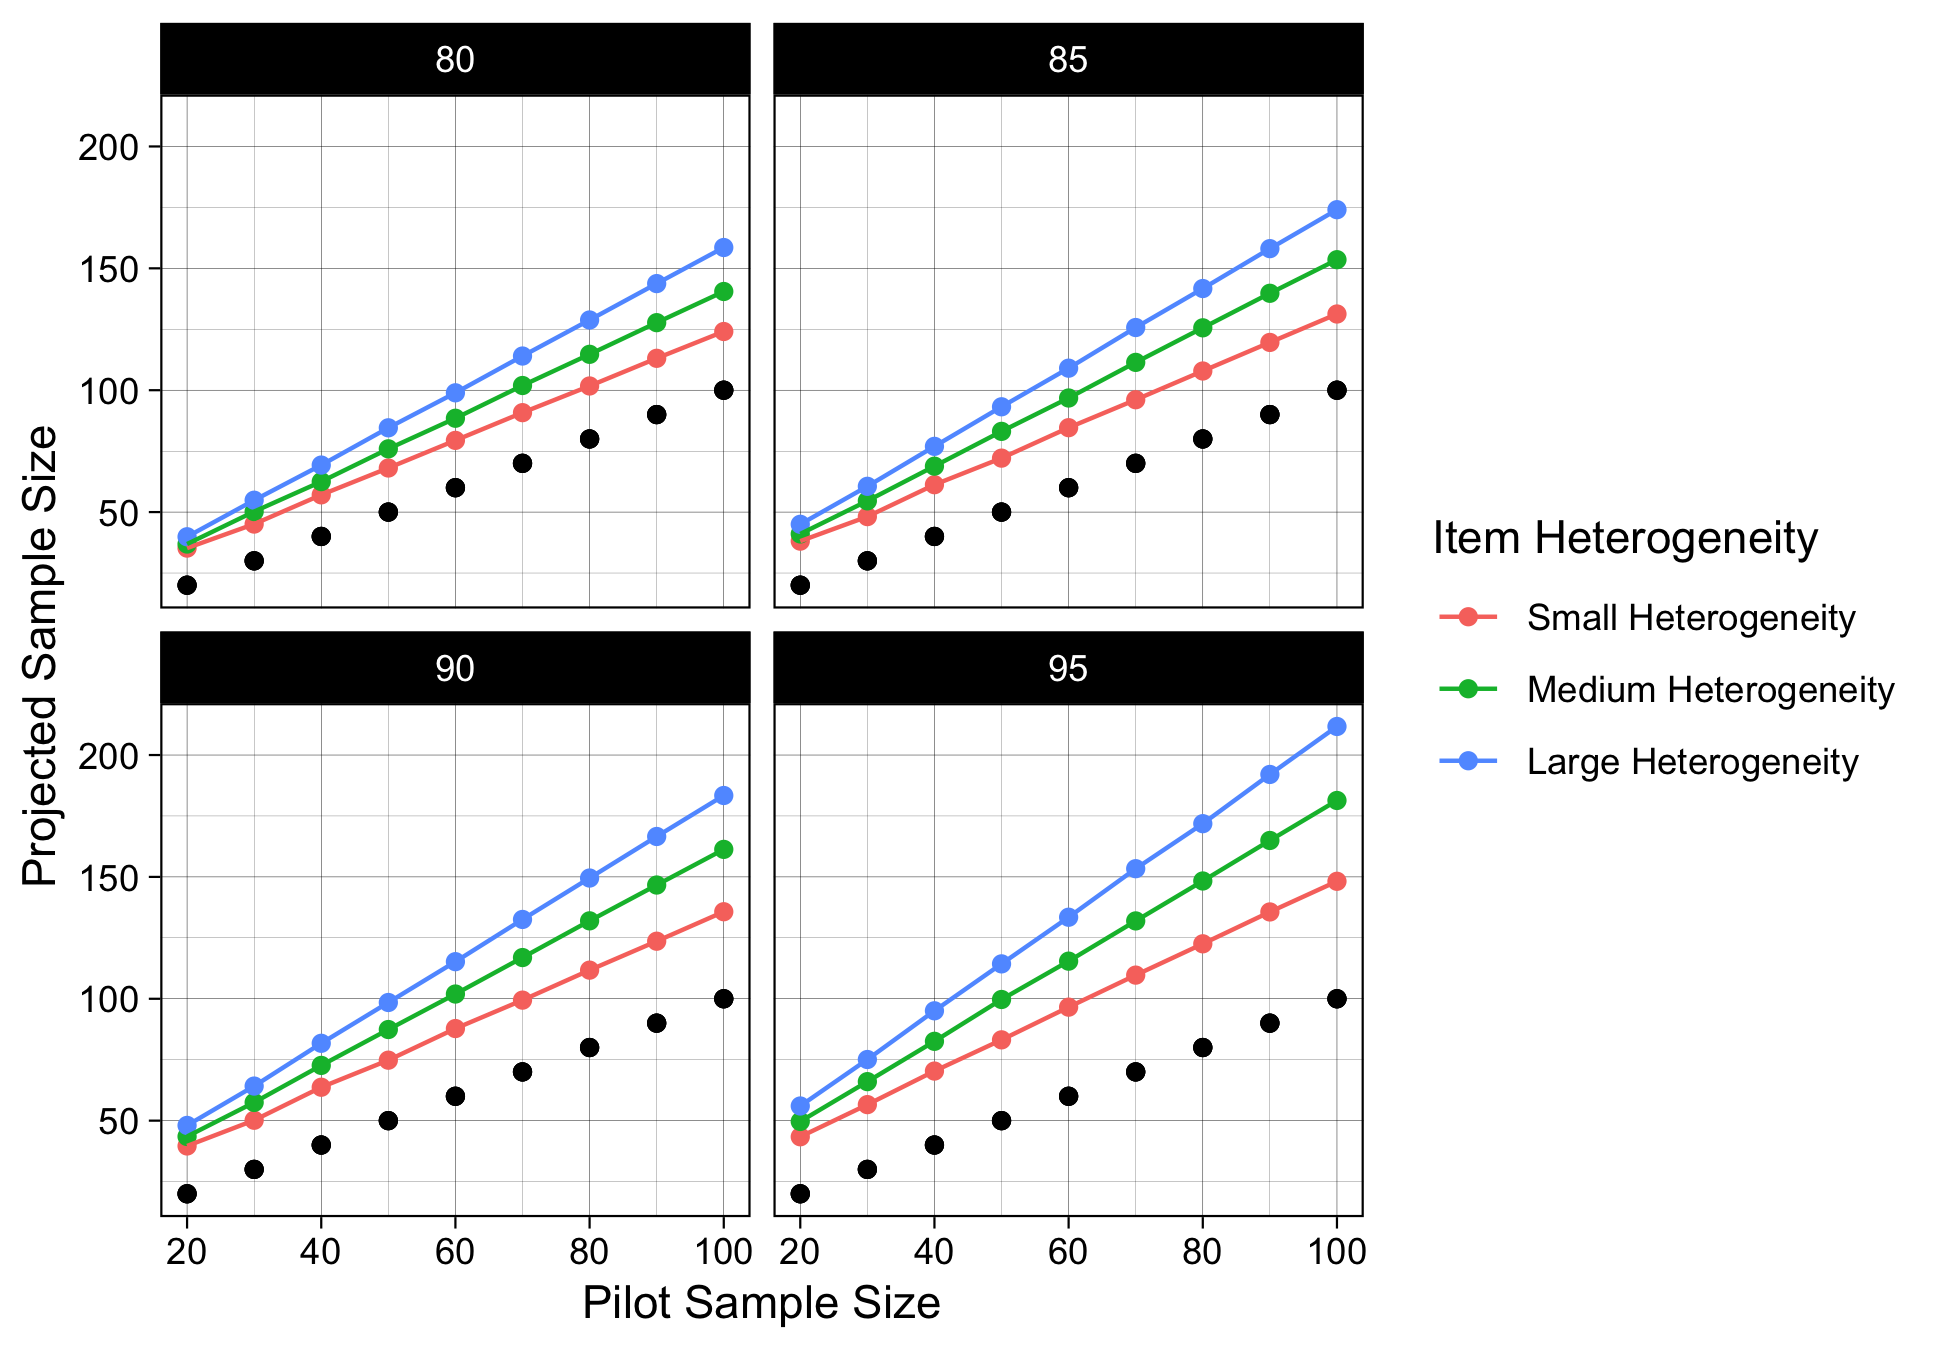 80
85
200
150
100
50
90
95
200
150
100
50
20 40 60 80 100
20 40 60 80 100
Pilot Sample Size
Projected Sample Size
Item Heterogeneity
Small Heterogeneity
Medium Heterogeneity
Large Heterogeneity